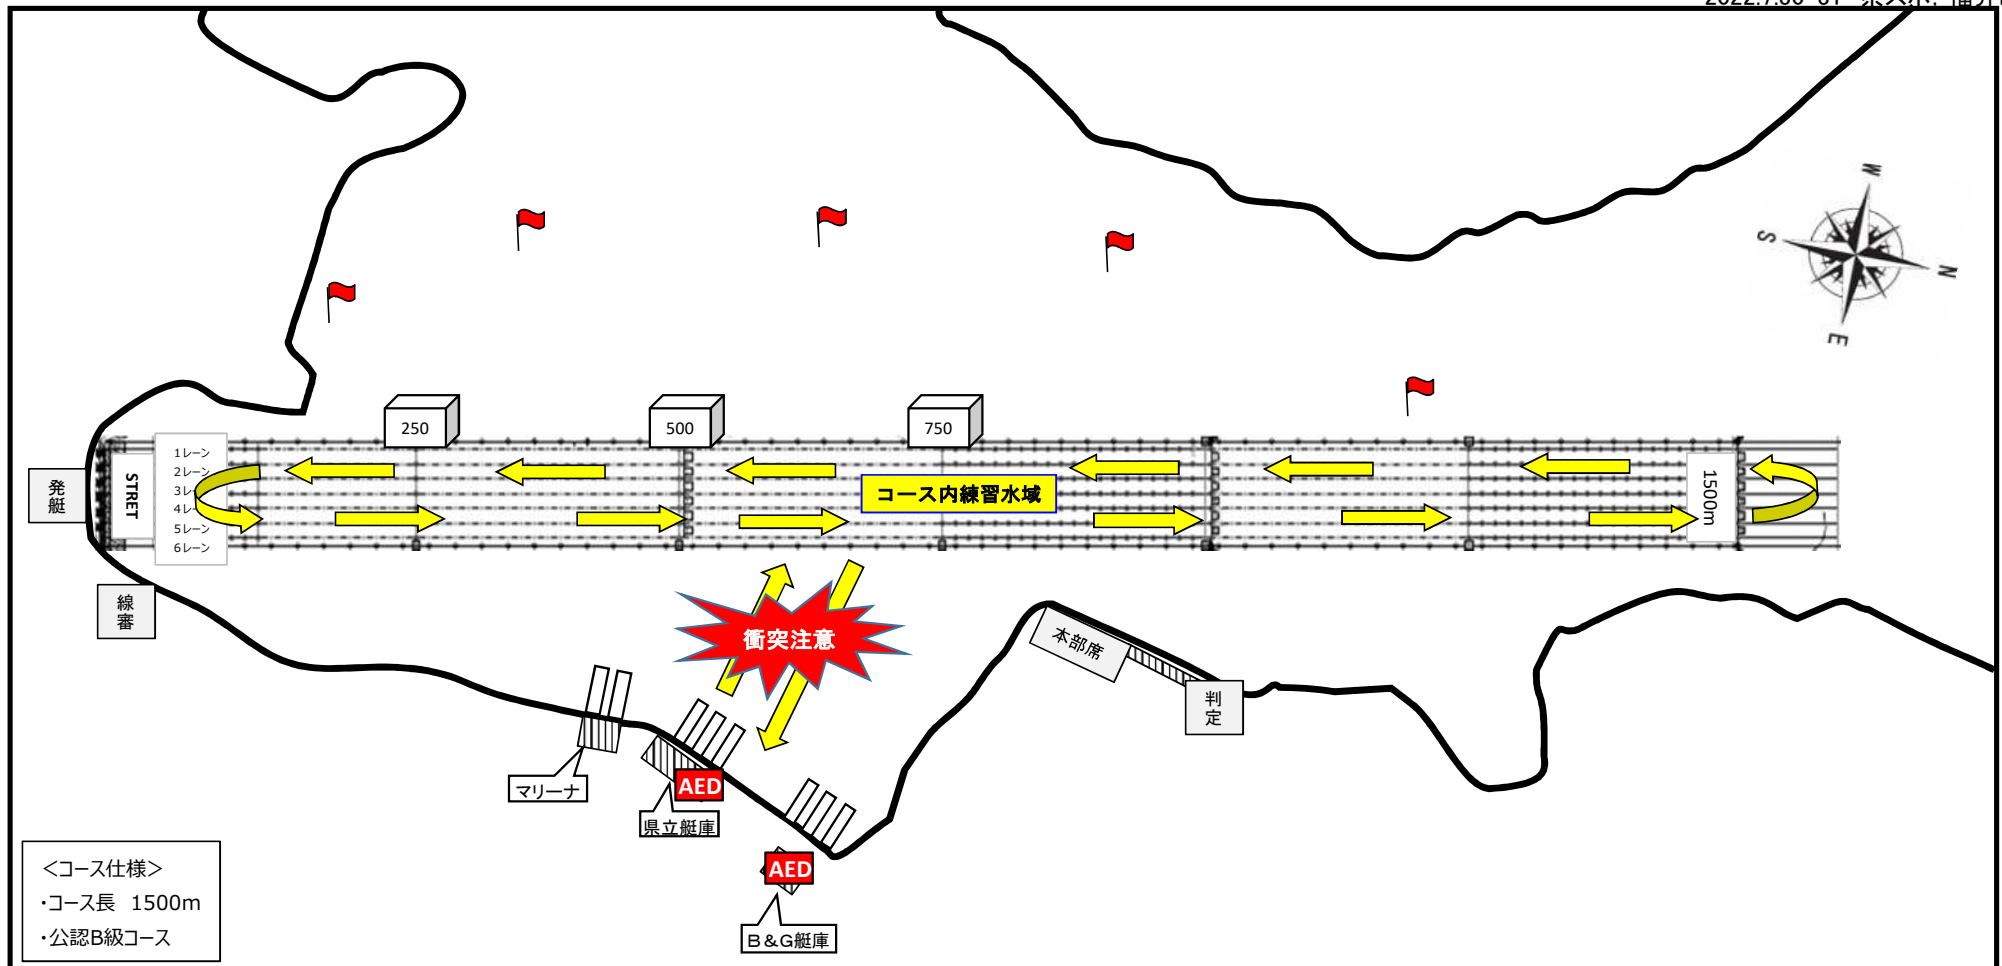 2022.7.30
W
S
N
E
250
500
750
1レーン
2レーン
3レ
4レー
5レーン
6レーン
STRET
発艇
コース内練習水域
1500m
線審
衝突注意
本部席
判定
マリーナ
AED
県立艇庫
AED
B&G艇庫
<コース仕様>
・コース長 1500m
・公認B級コース